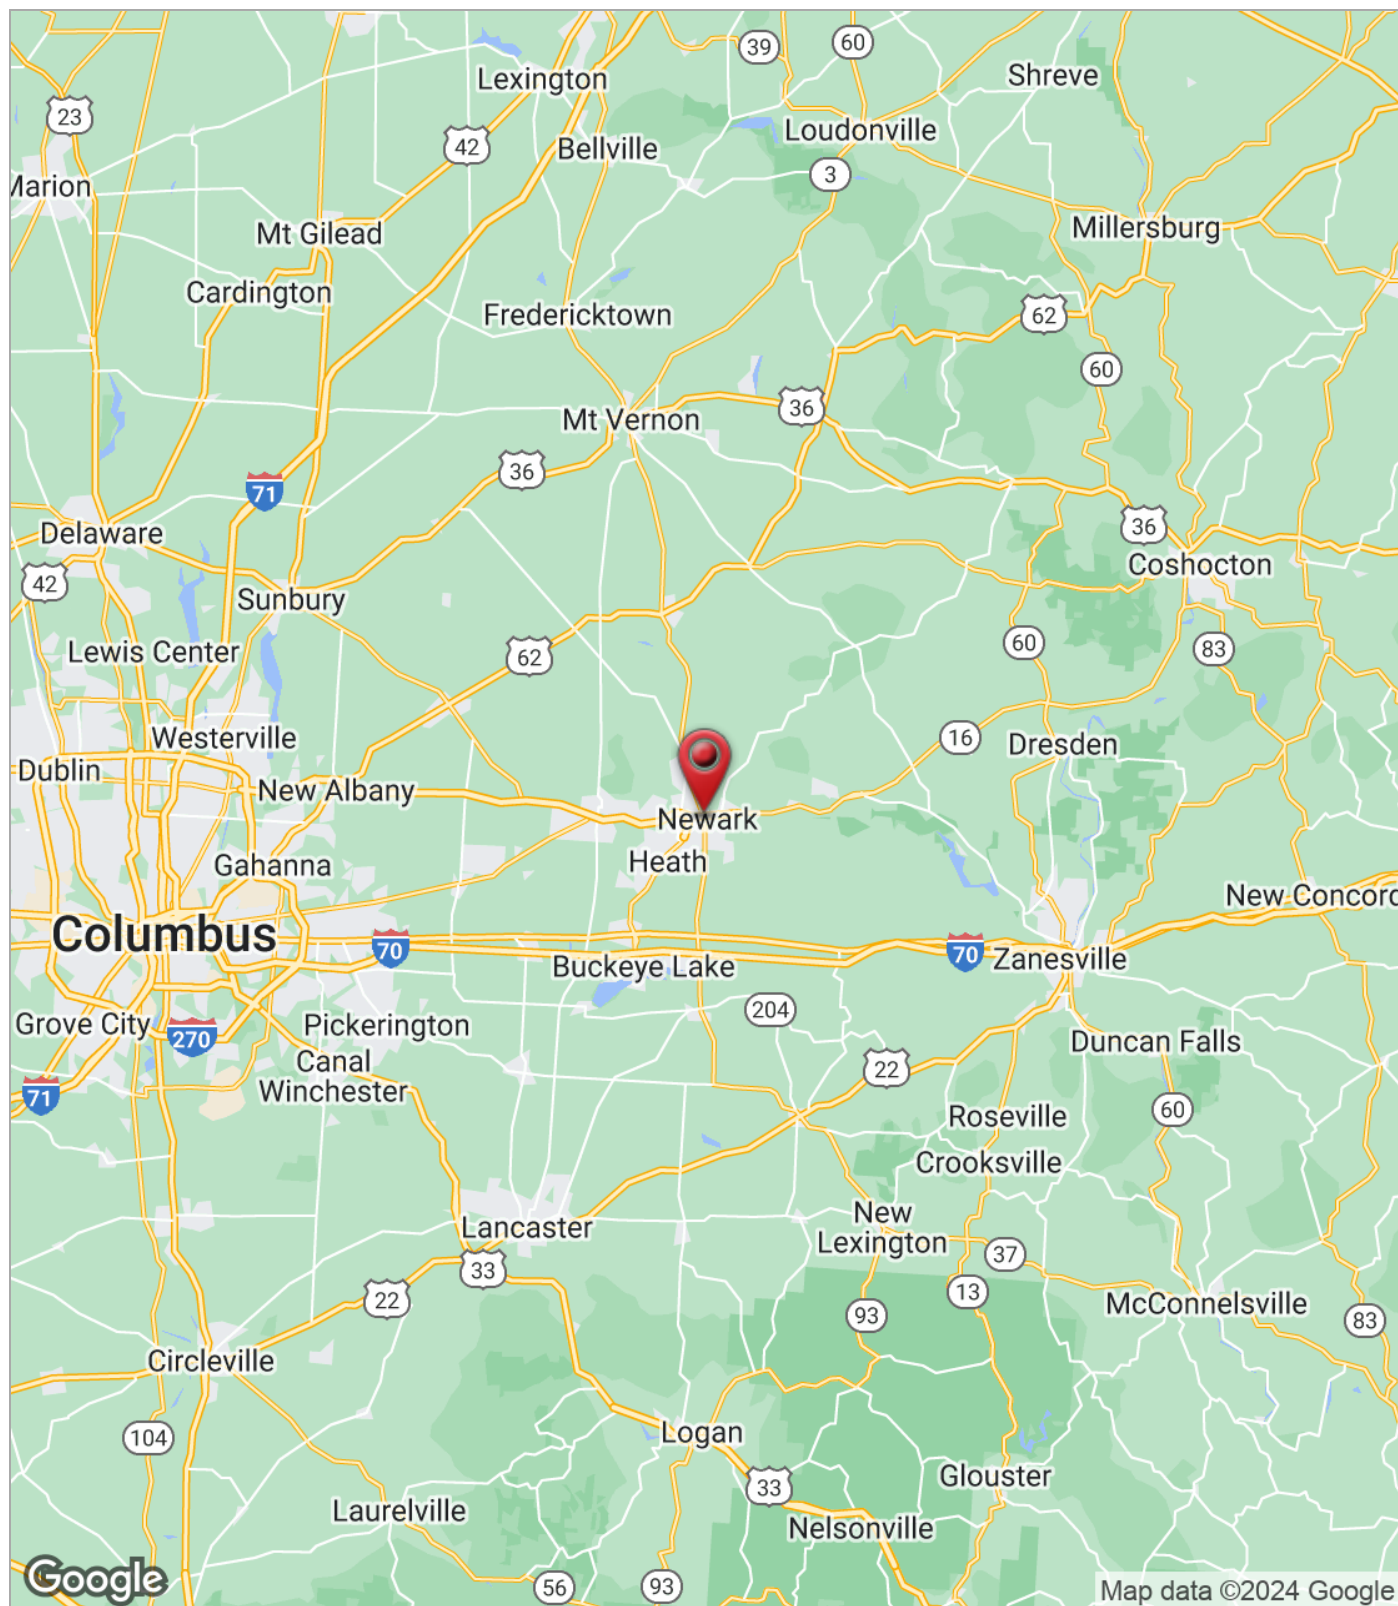 39
60
Shreve
Lexington
23
Loudonville
42
Bellville
3
Marion
Millersburg
Mt Gilead
Cardington
Fredericktown
62
60
36
Mt Vernon
36
71
36
Delaware
Coshocton
42
Sunbury
60
83
Lewis Center
62
Westerville
16
Dresden
Dublin
New Albany
Newark
Heath
Gahanna
New Concord
Columbus
70
70
Zanesville
Buckeye Lake
204
Grove City
270
Pickerington
Duncan Falls
Canal
Winchester
22
71
60
Roseville
Crooksville
New
Lexington
Lancaster
37
33
13
22
McConnelsville
93
83
Circleville
104
Logan
Glouster
33
Laurelville
Nelsonville
Google
56
93
Map data ©2024 Google